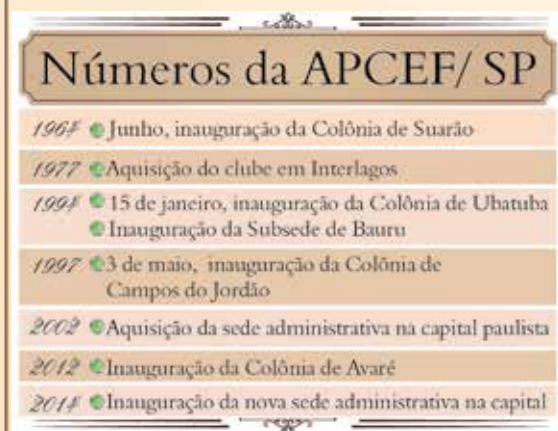 Números da APCEF/ SP
1964 Junho, inauguração da Colônia de Suarão
1977 Aquisição do clube em Interlagos
1994 15 de janeiro, inauguração da Colônia de Ubatuba
Inauguração da Subsede de Bauru
1997 3 de maio, inauguração da Colônia de
Campos do Jordão
2002 Aquisição da sede administrativa na capital paulista
2012 Inauguração da Colônia de Avaré
2014 Inauguração da nova sede administrativa na capital